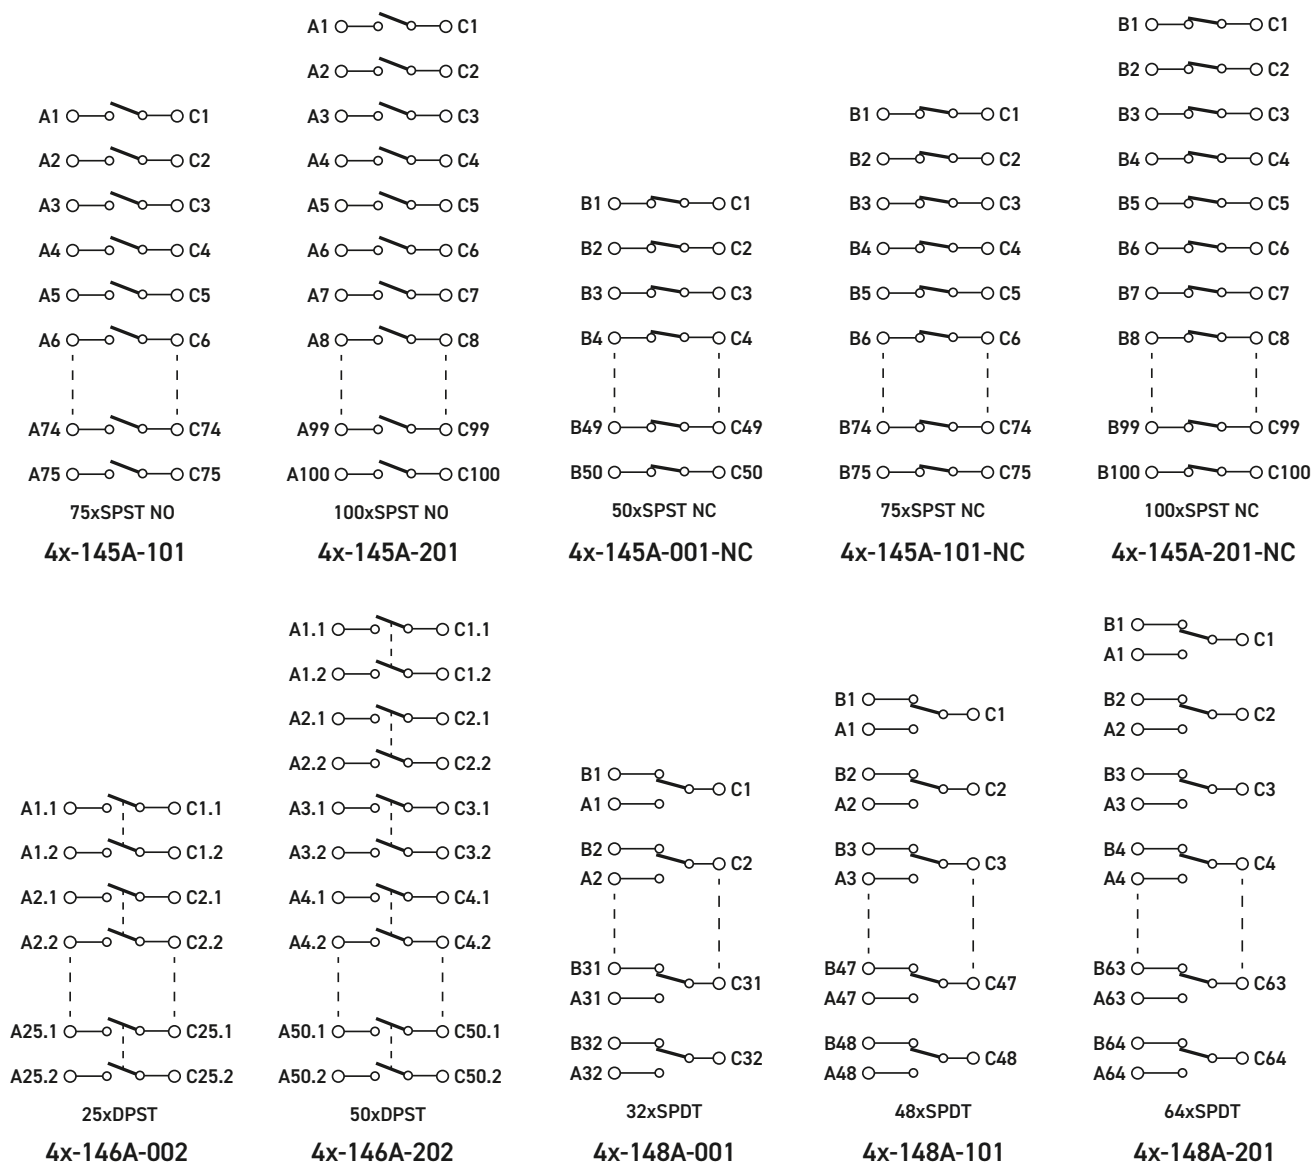 A1 C1
A2 C2
A3 C3
A4 C4
A5 C5
A6 C6
A74 C74
A75 C75
75xSPST NO
4x-145A-101
A1 C1
A2 C2
A3 C3
A4 C4
A5 C5
A6 C6
A7 C7
A8 C8
A99 C99
A100 C100
100xSPST NO
4x-145A-201
B1 C1
B2 C2
B3 C3
B4 C4
B49 C49
B50 C50
50xSPST NC
4x-145A-001-NC
B1 C1
B2 C2
B3 C3
B4 C4
B5 C5
B6 C6
B74 C74
B75 C75
75xSPST NC
4x-145A-101-NC
B1 C1
B2 C2
B3 C3
B4 C4
B5 C5
B6 C6
B7 C7
B8 C8
B99 C99
B100 C100
100xSPST NC
4x-145A-201-NC
A1.1 C1.1
A1.2 C1.2
A2.1 C2.1
A2.2 C2.2
A25.1 C25.1
A25.2 C25.2
25xDPST
4x-146A-002
A1.1 C1.1
A1.2 C1.2
A2.1 C2.1
A2.2 C2.2
A3.1 C3.1
A3.2 C3.2
A4.1 C4.1
A4.2 C4.2
A50.1 C50.1
A50.2 C50.2
50xDPST
4x-146A-202
B1
C1
A1
B2
C2
A2
B31
C31
A31
B32
C32
A32
32xSPDT
4x-148A-001
B1
C1
A1
B2
C2
A2
B3
C3
A3
B47
C47
A47
B48
C48
A48
48xSPDT
4x-148A-101
B1
C1
A1
B2
C2
A2
B3
C3
A3
B4
C4
A4
B63
C63
A63
B64
C64
A64
64xSPDT
4x-148A-201